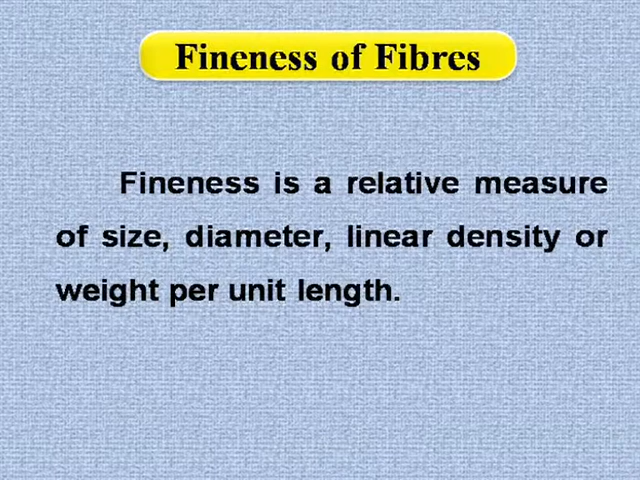 Fineness of Fibres
Fineness is a relative measure
of size, diameter, linear density or
weight per unit length.